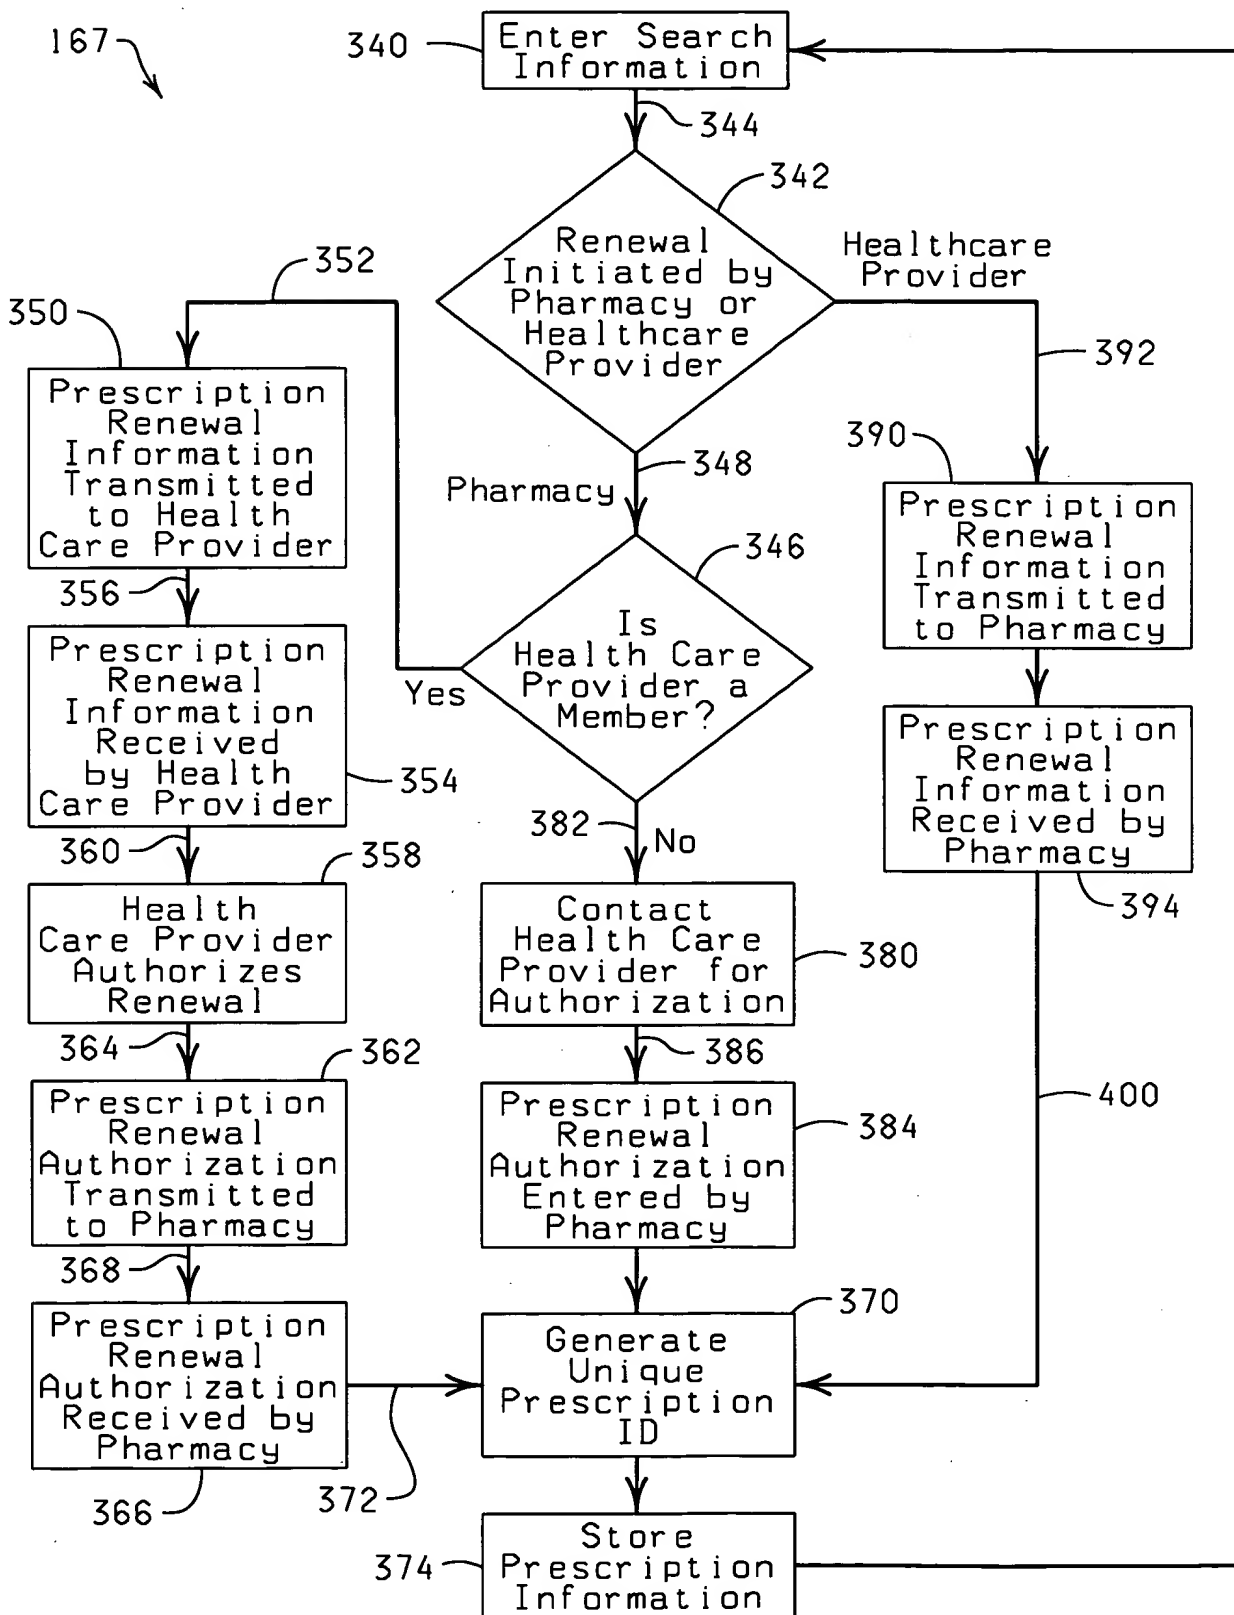 167
340
Enter Search
Information
344
342
Renewal
Initiated by
Pharmacy or
Healthcare
Provider
Healthcare
Provider
352
350
392
Prescription
Renewal
Information
Transmitted
to Health
Care Provider
348
Pharmacy
390
Prescription
Renewal
Information
Transmitted
to Pharmacy
346
356
Is
Health Care
Provider a
Member?
Yes
Prescription
Renewal
Information
Received
by Health
Care Provider
354
Prescription
Renewal
Information
Received by
Pharmacy
394
382
No
360
358
Health
Care Provider
Authorizes
Renewal
Contact
Health Care
Provider for
Authorization
380
364
362
386
Prescription
Renewal
Authorization
Transmitted
to Pharmacy
Prescription
Renewal
Authorization
Entered by
Pharmacy
384
400
368
370
Prescription
Renewal
Authorization
Received by
Pharmacy
366
372
Generate
Unique
Prescription
ID
374
Store
Prescription
Information